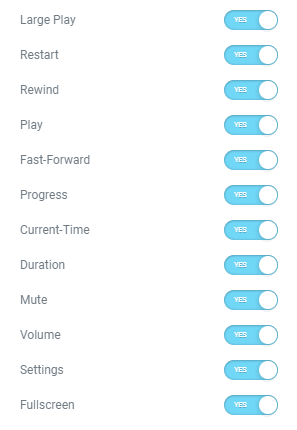 Large Play YES
Restart YES
Rewind YES
Play YES
Fast-Forward YES
Progress YES
Current-Time YES
Duration YES
Mute YES
Volume YES
Settings YES
Fullscreen YES